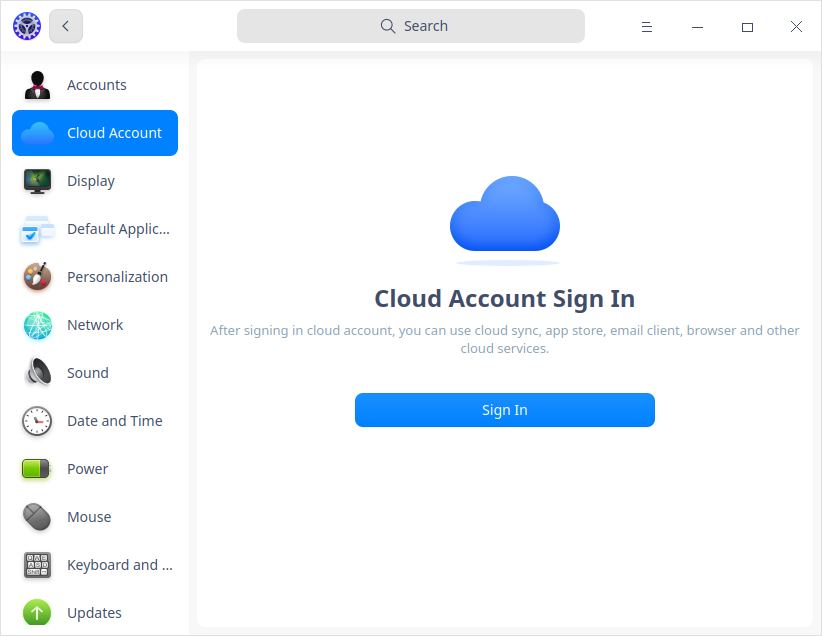 Search
Accounts
Cloud Account
Display
Default Applic...
Personalization
Network
Sound
Date and Time
Power
Mouse
Keyboard and ...
Updates
Cloud Account Sign In
After signing in cloud account, you can use cloud sync, app store, email client, browser and other
cloud services.
Sign In